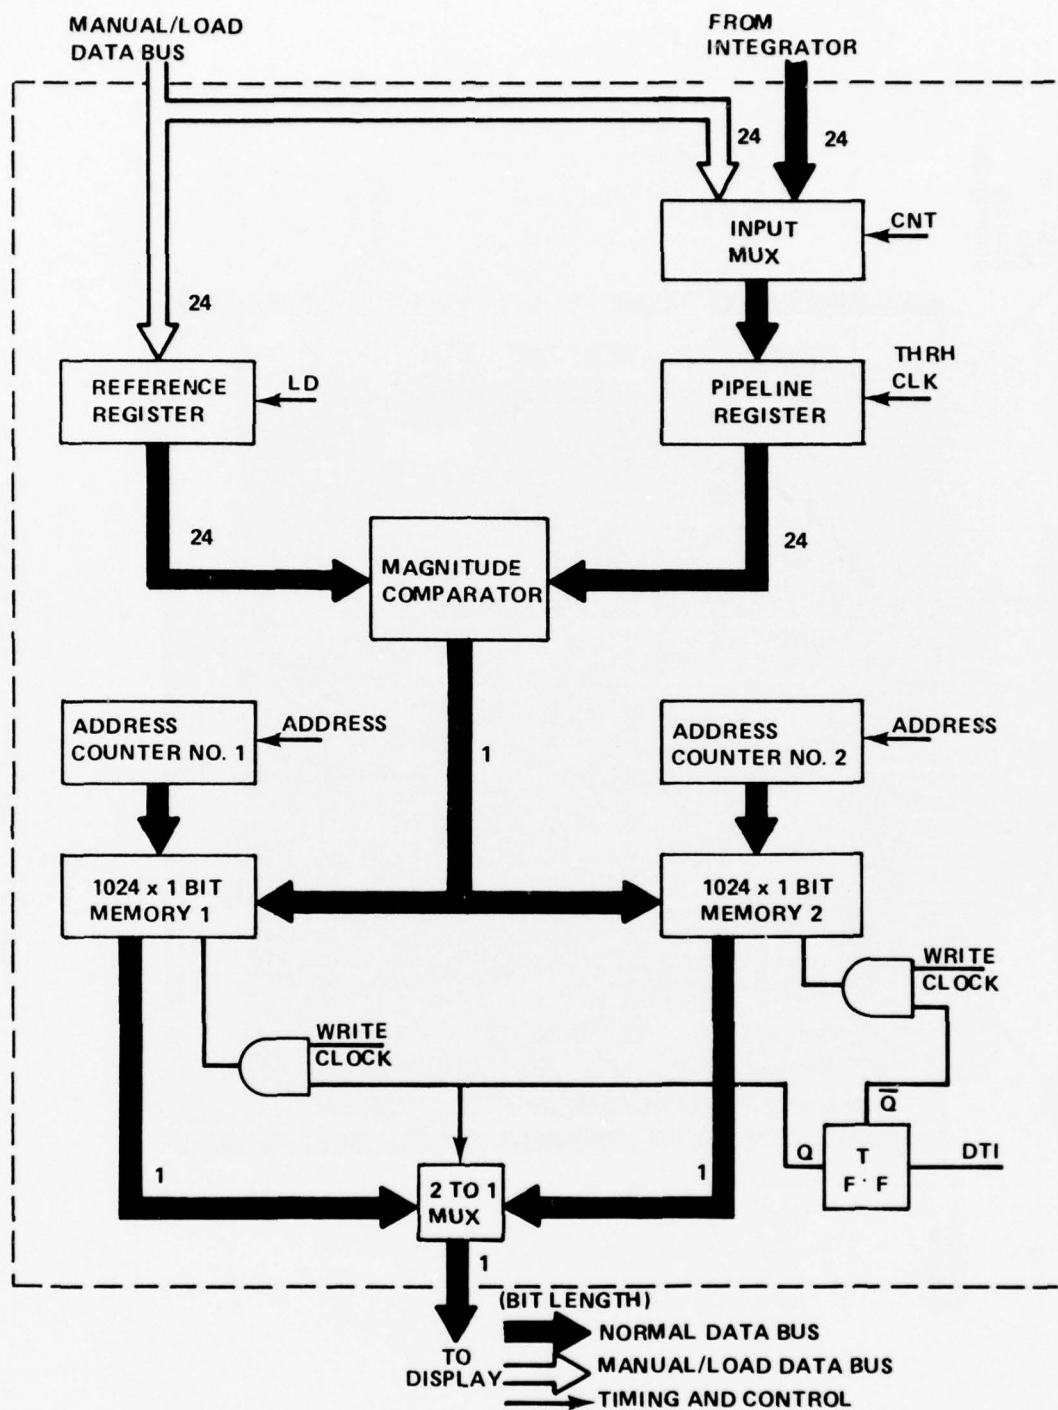 MANUAL/LOAD
DATA BUS
FROM
INTEGRATOR
24
24
INPUT
MUX
CNT
24
REFERENCE
REGISTER
LD
PIPELINE
REGISTER
THRH
CLK
24
MAGNITUDE
COMPARATOR
24
ADDRESS
COUNTER NO. 1
ADDRESS
1
ADDRESS
COUNTER NO. 2
ADDRESS
1024 x 1 BIT
MEMORY 1
1024 x 1 BIT
MEMORY 2
WRITE
CLOCK
WRITE
CLOCK
Q̅
Q
T
F·F
DTI
1
1
2 TO 1
MUX
1
(BIT LENGTH)
NORMAL DATA BUS
TO
DISPLAY
MANUAL/LOAD DATA BUS
TIMING AND CONTROL